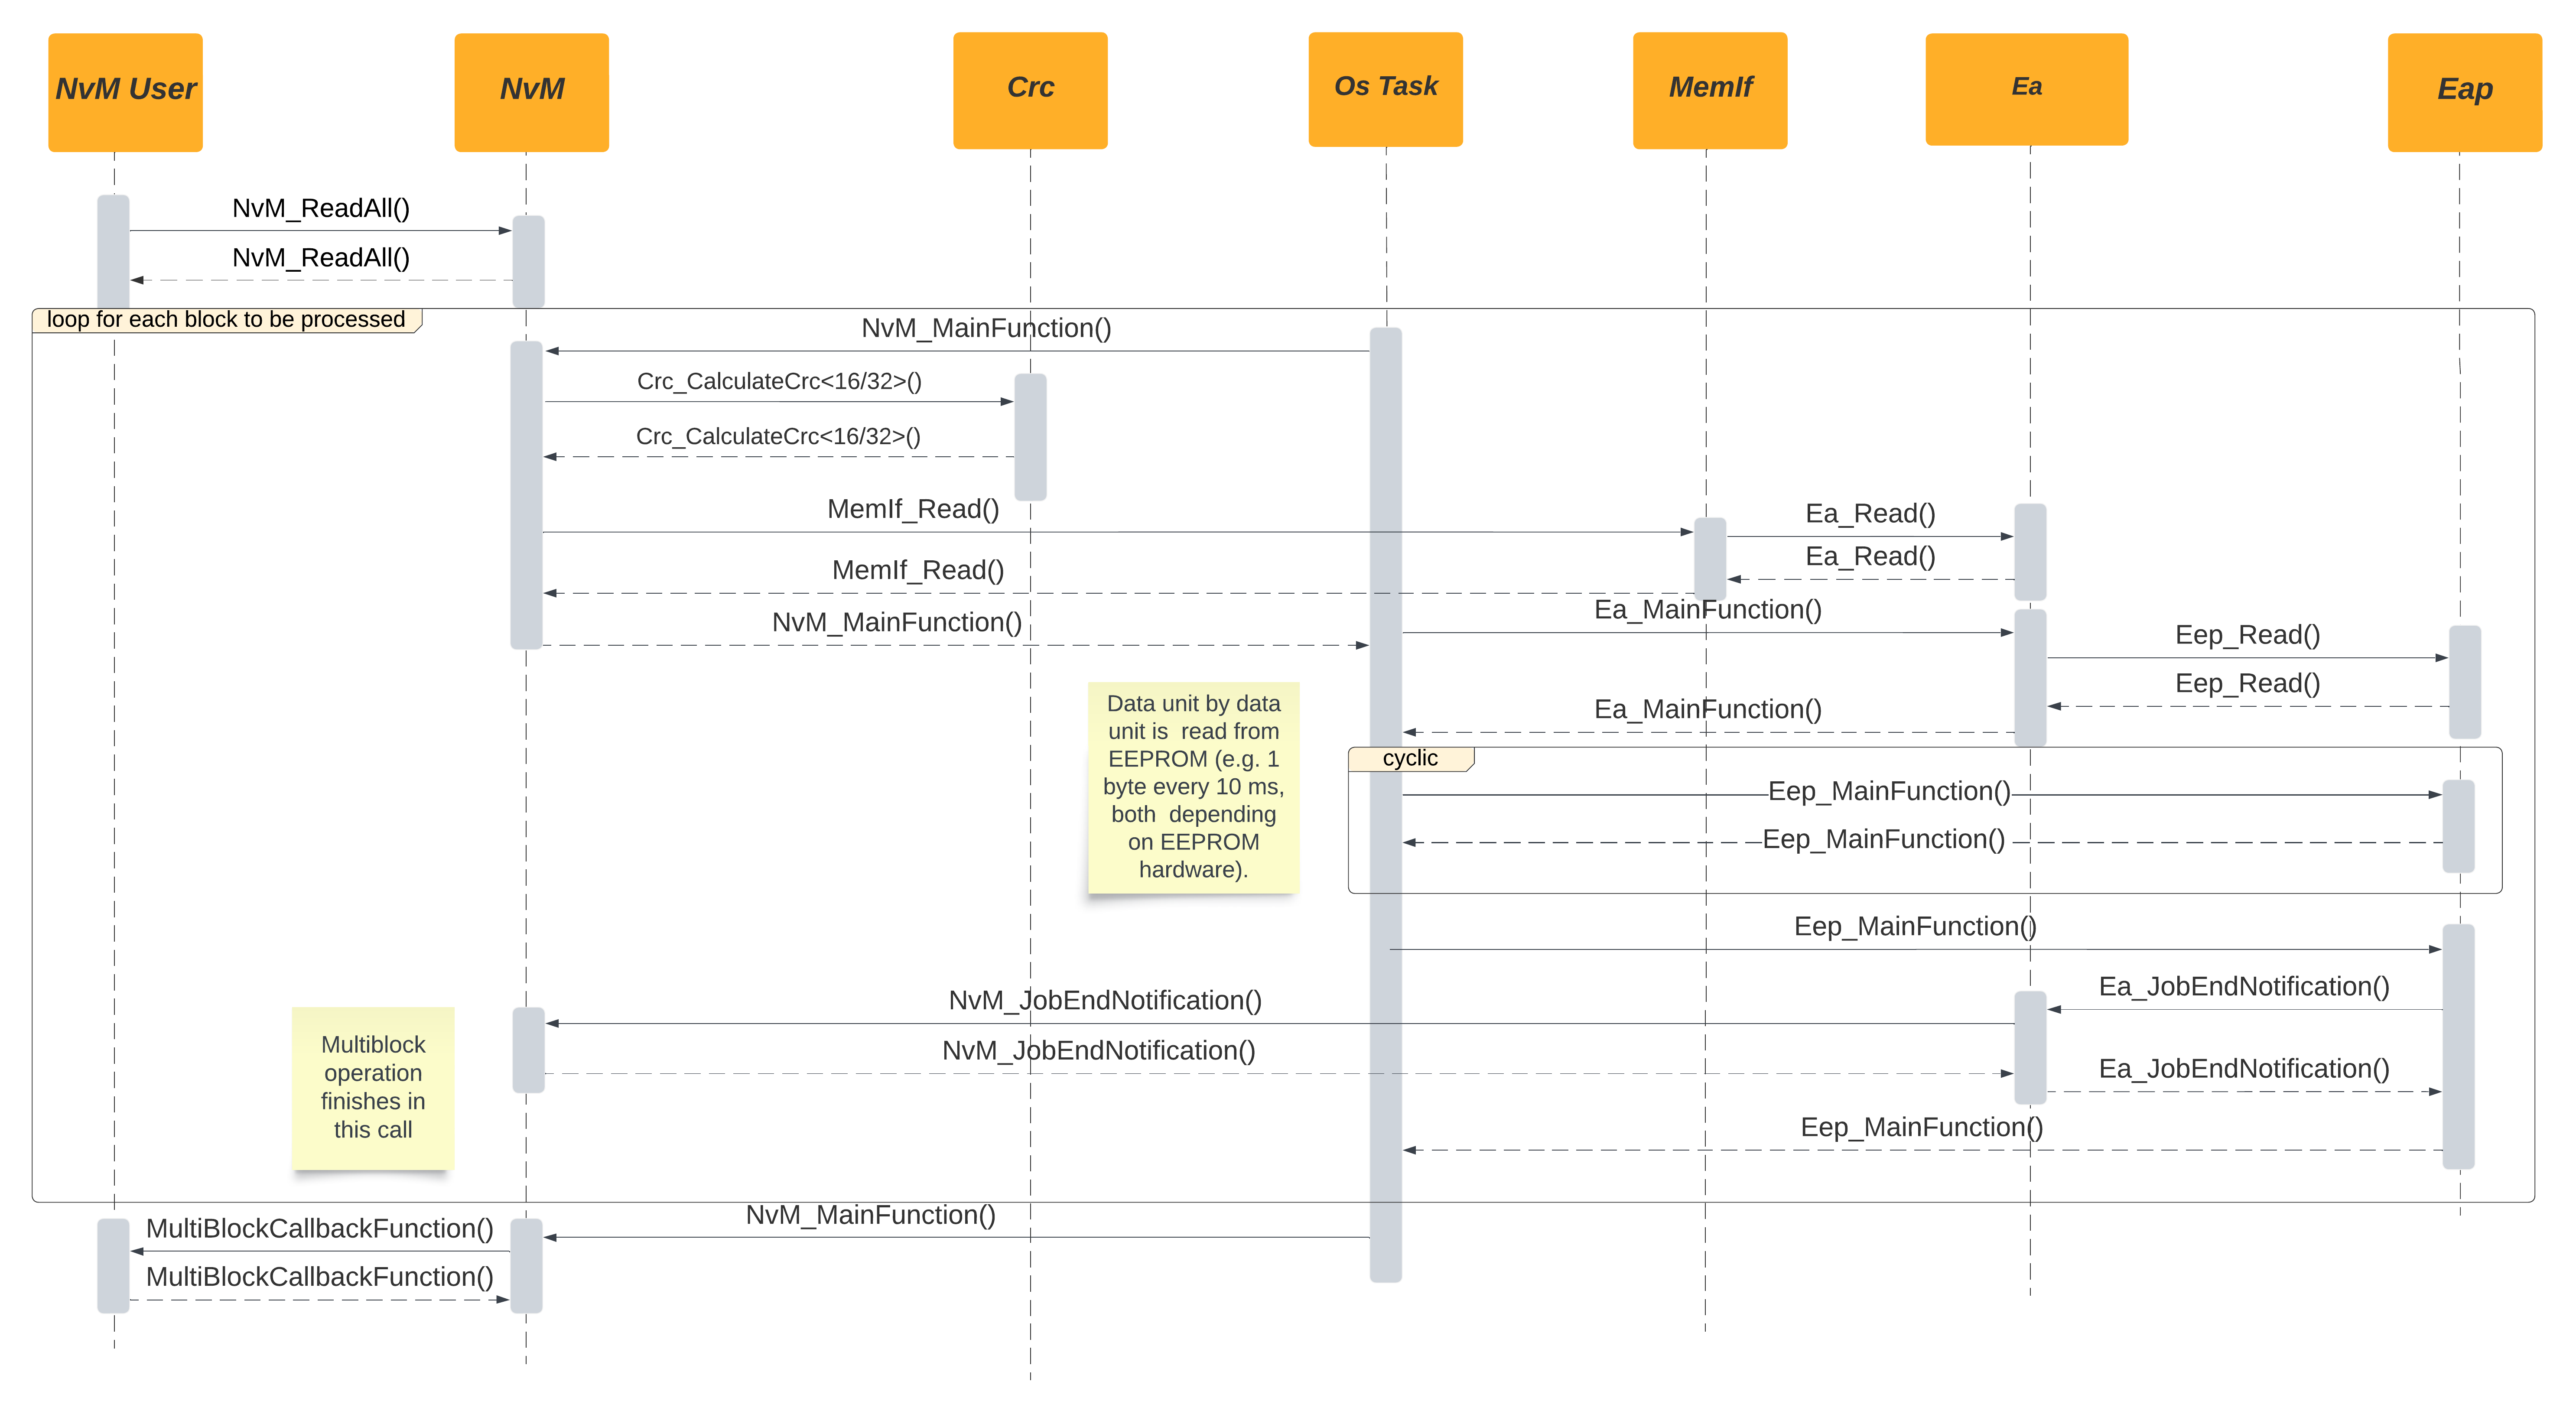 NvM User
NvM
Crc
Os Task
MemIf
Ea
Eap
NvM_ReadAll()
NvM_ReadAll()
loop for each block to be processed
NvM_MainFunction()
Crc_CalculateCrc<16/32>()
Crc_CalculateCrc<16/32>()
MemIf_Read()
Ea_Read()
Ea_Read()
MemIf_Read()
Ea_MainFunction()
NvM_MainFunction()
Eep_Read()
Eep_Read()
Ea_MainFunction()
Data unit by data
unit is  read from
EEPROM (e.g. 1
byte every 10 ms,
both  depending
on EEPROM
hardware).
cyclic
Eep_MainFunction()
Eep_MainFunction()
Eep_MainFunction()
Ea_JobEndNotification()
NvM_JobEndNotification()
NvM_JobEndNotification()
Ea_JobEndNotification()
Multiblock
operation
finishes in
this call
Eep_MainFunction()
NvM_MainFunction()
MultiBlockCallbackFunction()
MultiBlockCallbackFunction()